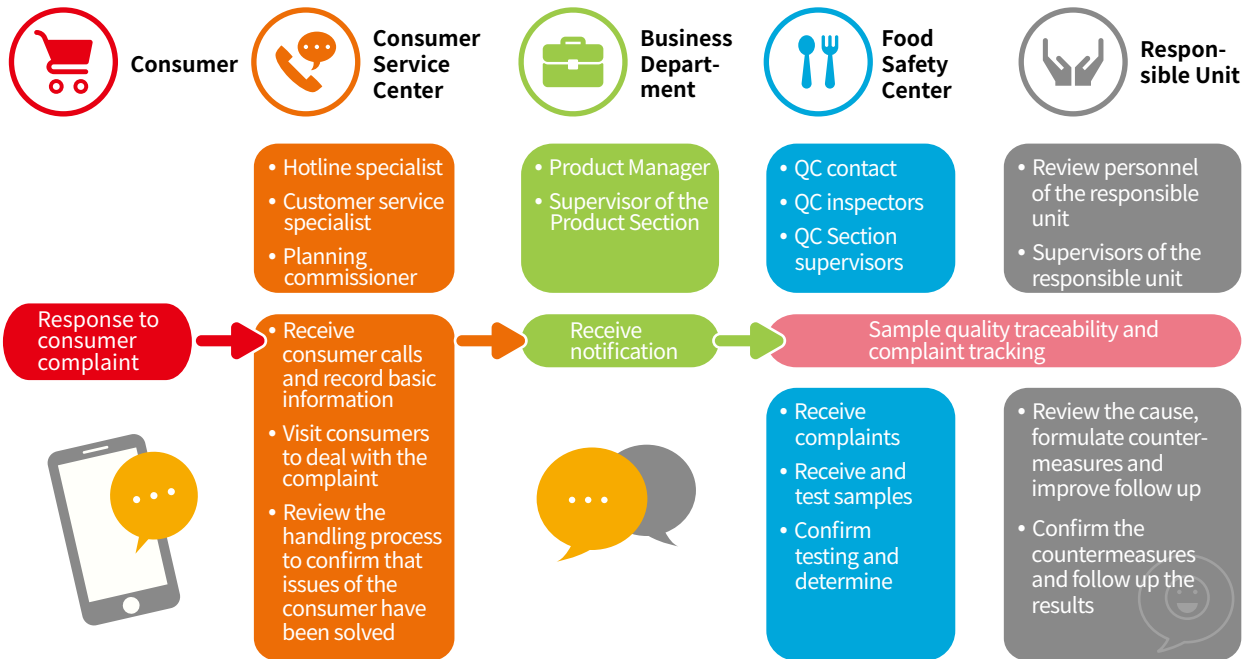 Consumer
Consumer
Service
Center
Business
Depart-
ment
Food
Safety
Center
Respon-
sible Unit
• Hotline specialist
• Customer service
specialist
• Planning
commissioner
• Product Manager
• Supervisor of the
Product Section
• QC contact
• QC inspectors
• QC Section
supervisors
• Review personnel
of the responsible
unit
• Supervisors of the
responsible unit
Response to
consumer
complaint
• Receive
consumer calls
and record basic
information
• Visit consumers
to deal with the
complaint
• Review the
handling process
to confirm that
issues of the
consumer have
been solved
Receive
notification
Sample quality traceability and
complaint tracking
• Receive
complaints
• Receive and
test samples
• Confirm
testing and
determine
• Review the cause,
formulate counter-
measures and
improve follow up
• Confirm the
countermeasures
and follow up the
results